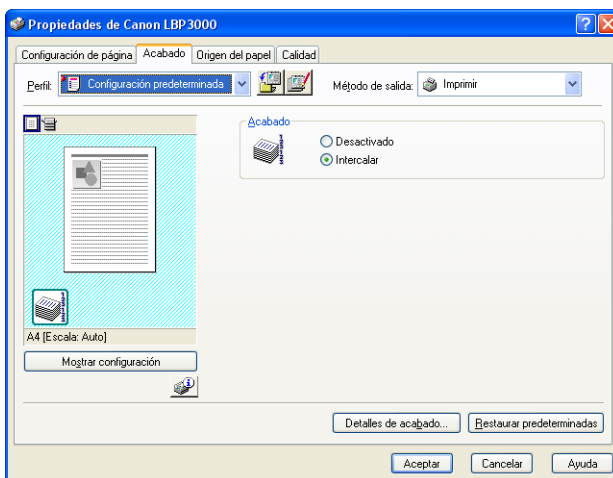 Propiedades de Canon LBP3000
Configuración de página Acabado Origen del papel Calidad
Perfil: Configuración predeterminada Método de salida: Imprimir
Acabado
Desactivado
Intercalar
A4 [Escala: Auto]
Mostrar configuración
Detalles de acabado... Restaurar predeterminadas
Aceptar Cancelar Ayuda